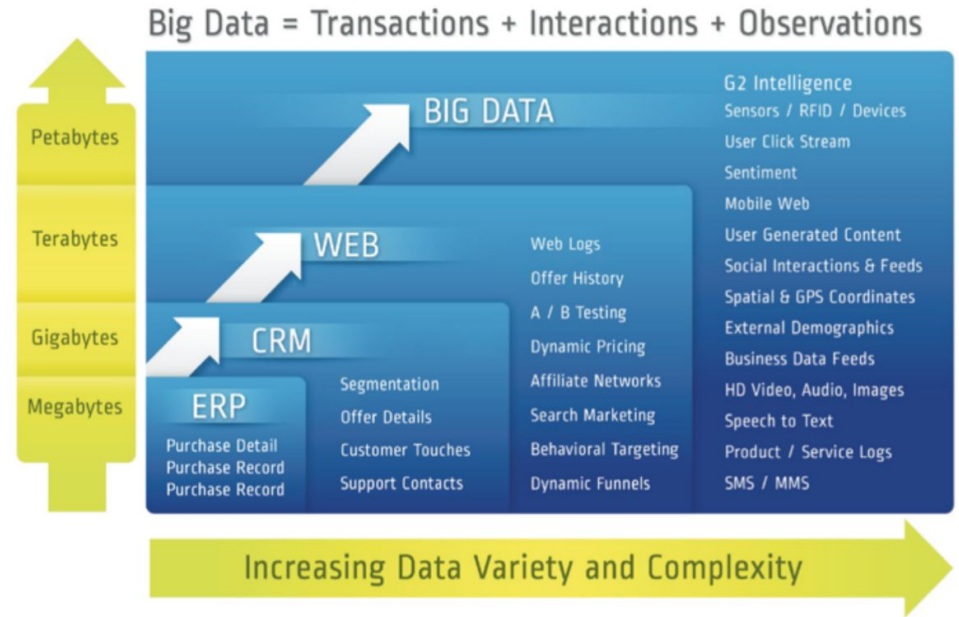 Big Data = Transactions + Interactions + Observations
Petabytes
Terabytes
Gigabytes
Megabytes
BIG DATA
WEB
CRM
ERP
Purchase Detail
Purchase Record
Purchase Record
Segmentation
Offer Details
Customer Touches
Support Contacts
Web Logs
Offer History
A / B Testing
Dynamic Pricing
Affiliate Networks
Search Marketing
Behavioral Targeting
Dynamic Funnels
G2 Intelligence
Sensors / RFID / Devices
User Click Stream
Sentiment
Mobile Web
User Generated Content
Social Interactions & Feeds
Spatial & GPS Coordinates
External Demographics
Business Data Feeds
HD Video, Audio, Images
Speech to Text
Product / Service Logs
SMS / MMS
Increasing Data Variety and Complexity